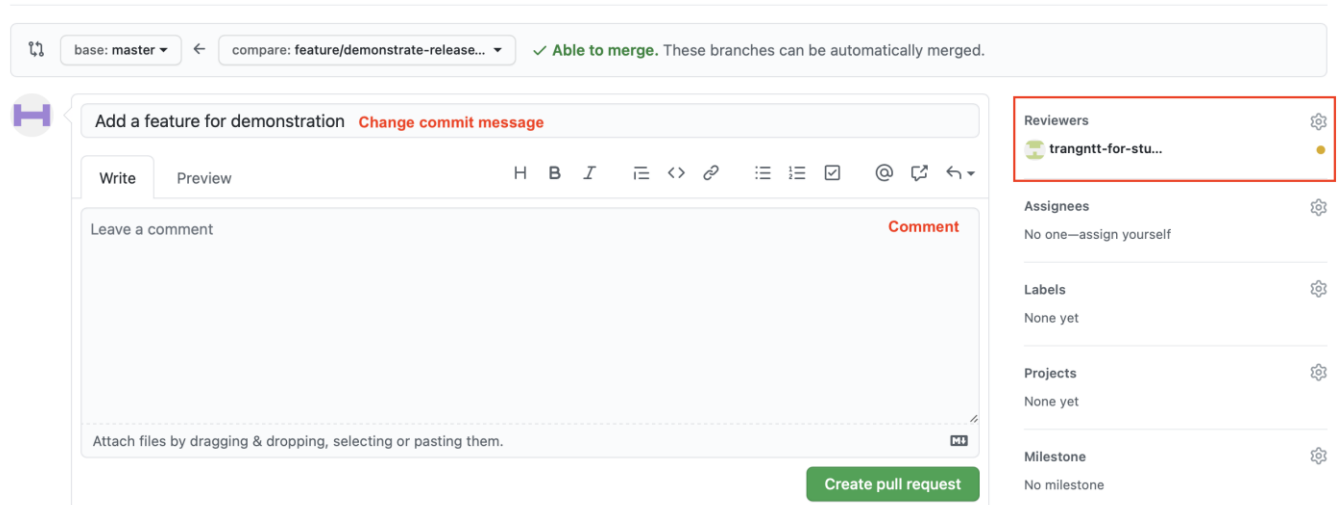 base: master compare: feature/demonstrate-release... Able to merge. These branches can be automatically merged.
Add a feature for demonstration Change commit message
Write Preview H B I @
Leave a comment Comment
Attach files by dragging & dropping, selecting or pasting them. M↓
Create pull request
Reviewers
trangntt-for-stu...
Assignees
No one—assign yourself
Labels
None yet
Projects
None yet
Milestone
No milestone